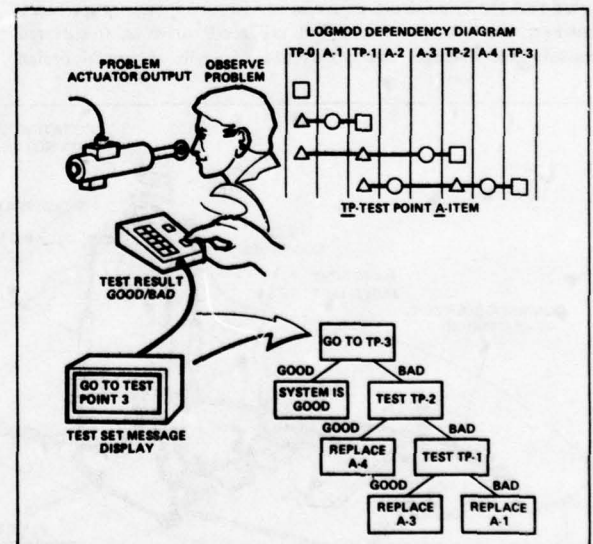 LOGMOD DEPENDENCY DIAGRAM
TP-0 A-1 TP-1 A-2 A-3 TP-2 A-4 TP-3
PROBLEM
ACTUATOR OUTPUT
OBSERVE
PROBLEM
TP-TEST POINT A-ITEM
TEST RESULT
GOOD/BAD
GO TO TEST
POINT 3
TEST SET MESSAGE
DISPLAY
GO TO TP-3
GOOD
BAD
SYSTEM IS
GOOD
TEST TP-2
GOOD
BAD
REPLACE
A-4
TEST TP-1
GOOD
BAD
REPLACE
A-3
REPLACE
A-1